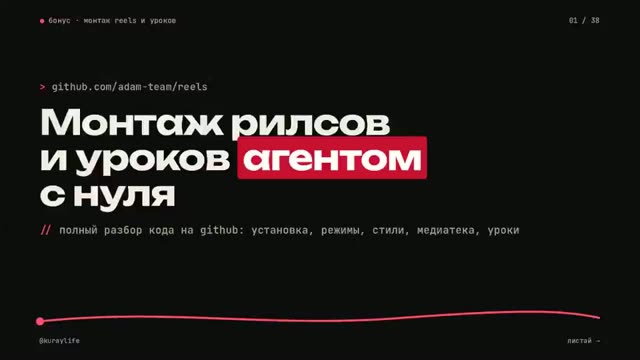 бонус · монтаж reels и уроков
01 / 38
> github.com/adam-team/reels
Монтаж рилсов
и уроков агентом
с нуля
// полный разбор кода на github: установка, режимы, стили, медиатека, уроки
@kuraylife
листай →